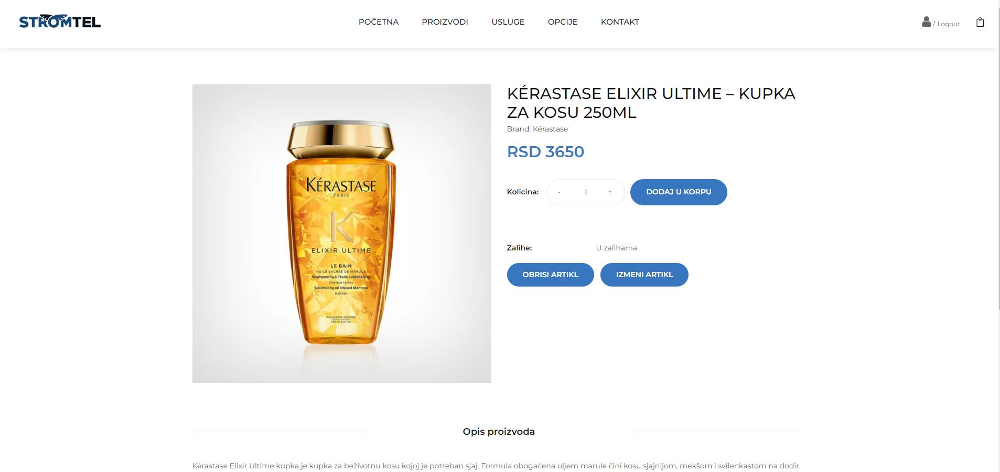 STROMTEL
POČETNA PROIZVODI USLUGE OPCIJE KONTAKT
/ Logout
KÉRASTASE ELIXIR ULTIME – KUPKA
ZA KOSU 250ML
Brand: Kérastase
RSD 3650
Kolicina: - 1 + DODAJ U KORPU
Zalihe: U zalihama
OBRISI ARTIKL IZMENI ARTIKL
KÉRASTASE
PARIS
K
ELIXIR ULTIME
LE BAIN
HUILE SACRÉE DE MARULA
Shampooing à l'huile sublimatrice
Cheveux ternes
Sublimating oil infused shampoo
Dull hair
RECHERCHE AVANCÉE
250 ml 8.5 fl.oz.
Opis proizvoda
Kérastase Elixir Ultime kupka je kupka za beživotnu kosu kojoj je potreban sjaj. Formula obogaćena uljem marule čini kosu sjajnijom, mekšom i svilenkastom na dodir.